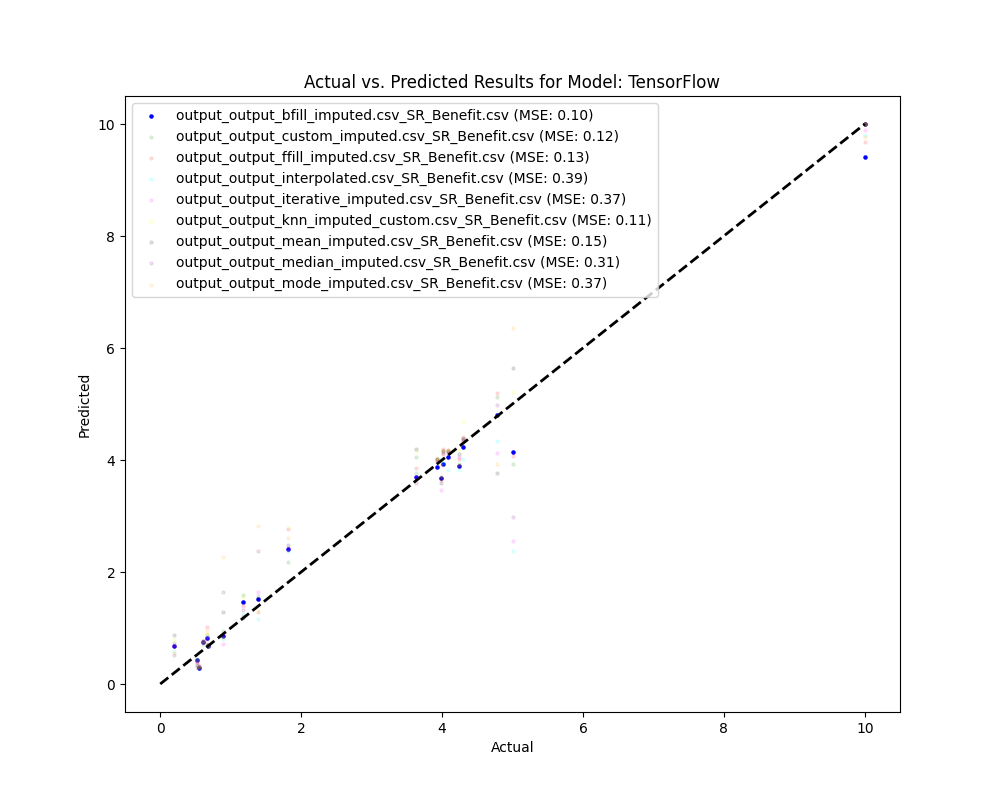 Actual vs. Predicted Results for Model: TensorFlow
output_output_bfill_imputed.csv_SR_Benefit.csv (MSE: 0.10)
output_output_custom_imputed.csv_SR_Benefit.csv (MSE: 0.12)
output_output_ffill_imputed.csv_SR_Benefit.csv (MSE: 0.13)
output_output_interpolated.csv_SR_Benefit.csv (MSE: 0.39)
output_output_iterative_imputed.csv_SR_Benefit.csv (MSE: 0.37)
output_output_knn_imputed_custom.csv_SR_Benefit.csv (MSE: 0.11)
output_output_mean_imputed.csv_SR_Benefit.csv (MSE: 0.15)
output_output_median_imputed.csv_SR_Benefit.csv (MSE: 0.31)
output_output_mode_imputed.csv_SR_Benefit.csv (MSE: 0.37)
10
8
6
4
2
0
Predicted
0 2 4 6 8 10
Actual